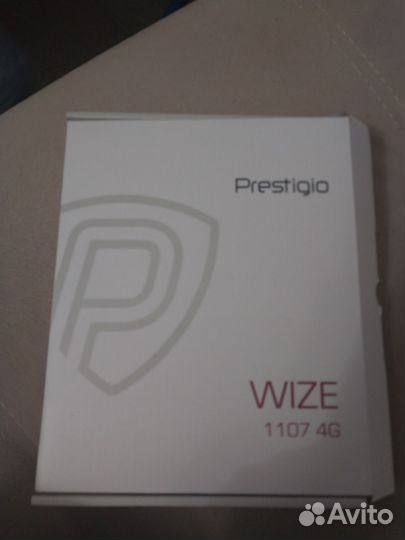 Prestigio
WIZE
1107 4G
Avito